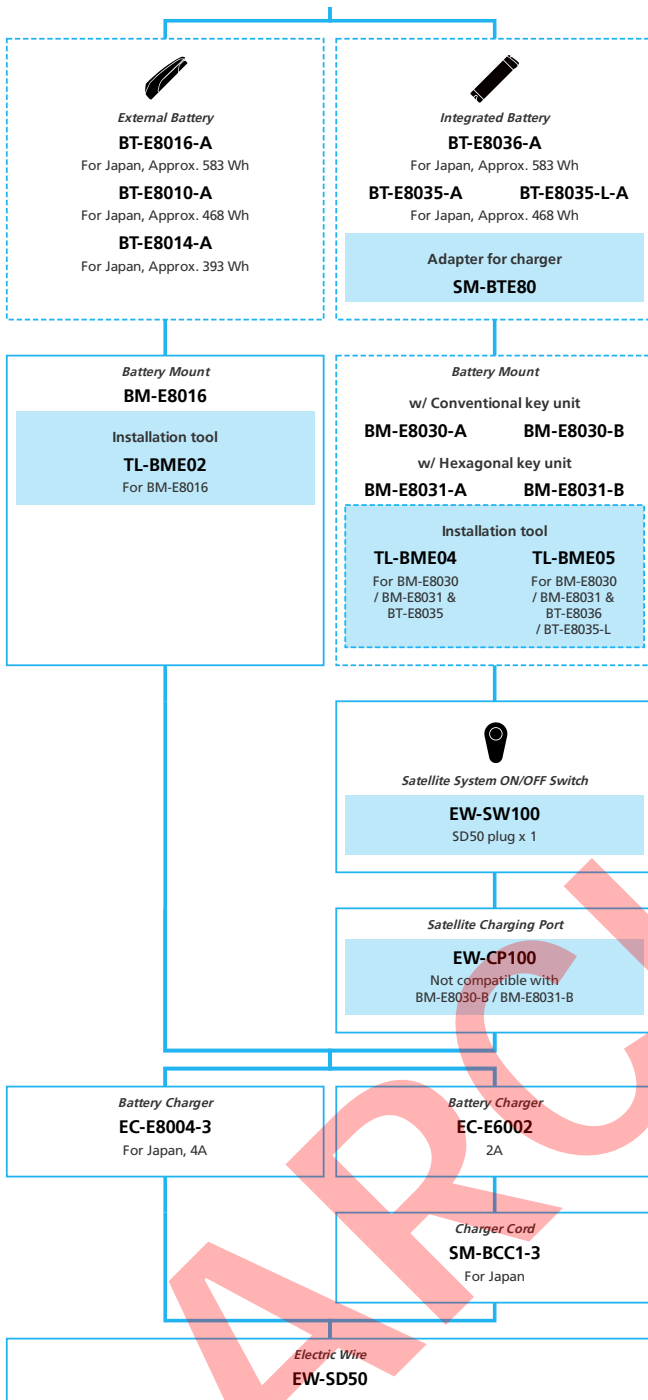 External Battery
BT-E8016-A
For Japan, Approx. 583 Wh
BT-E8010-A
For Japan, Approx. 468 Wh
BT-E8014-A
For Japan, Approx. 393 Wh
Integrated Battery
BT-E8036-A
For Japan, Approx. 583 Wh
BT-E8035-A BT-E8035-L-A
For Japan, Approx. 468 Wh
Adapter for charger
SM-BTE80
Battery Mount
BM-E8016
Installation tool
TL-BME02
For BM-E8016
Battery Mount
w/ Conventional key unit
BM-E8030-A BM-E8030-B
w/ Hexagonal key unit
BM-E8031-A BM-E8031-B
Installation tool
TL-BME04
For BM-E8030
/ BM-E8031 &
BT-E8035
TL-BME05
For BM-E8030
/ BM-E8031 &
BT-E8036
/ BT-E8035-L
Satellite System ON/OFF Switch
EW-SW100
SD50 plug x 1
Satellite Charging Port
EW-CP100
Not compatible with
BM-E8030-B / BM-E8031-B
Battery Charger
EC-E8004-3
For Japan, 4A
Battery Charger
EC-E6002
2A
Charger Cord
SM-BCC1-3
For Japan
Electric Wire
EW-SD50